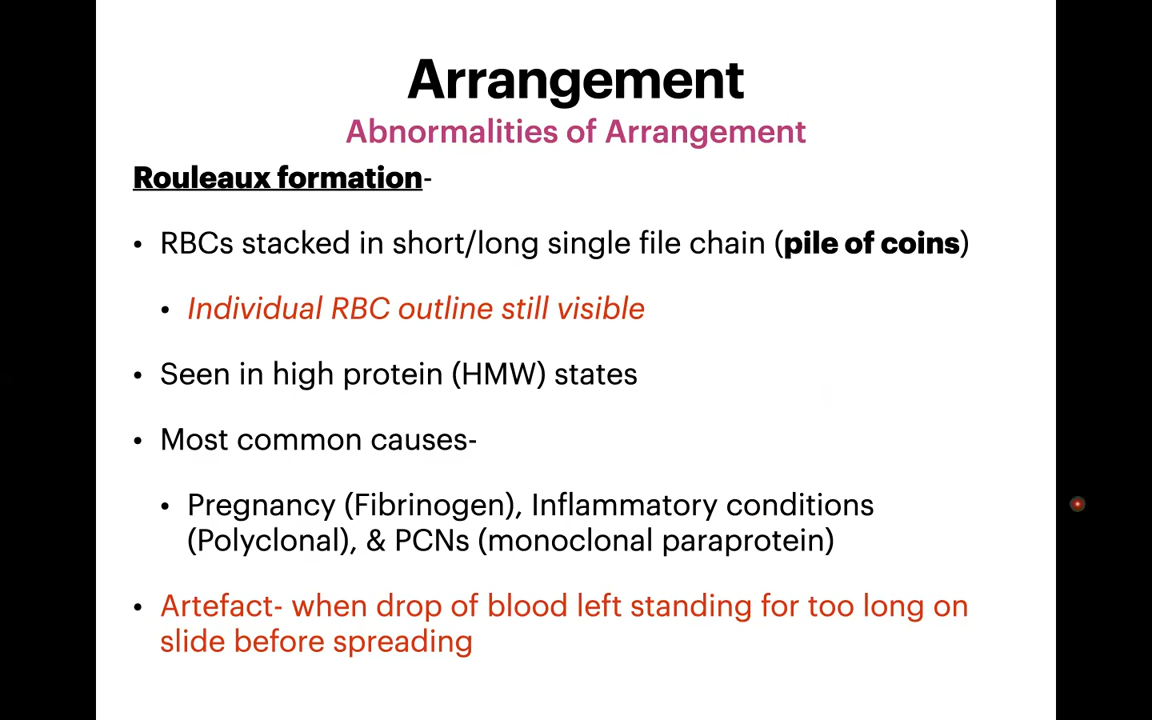 Arrangement
Abnormalities of Arrangement
Rouleaux formation-
• RBCs stacked in short/long single file chain (pile of coins)
• Individual RBC outline still visible
• Seen in high protein (HMW) states
• Most common causes-
• Pregnancy (Fibrinogen), Inflammatory conditions
(Polyclonal), & PCNs (monoclonal paraprotein)
• Artefact- when drop of blood left standing for too long on
slide before spreading